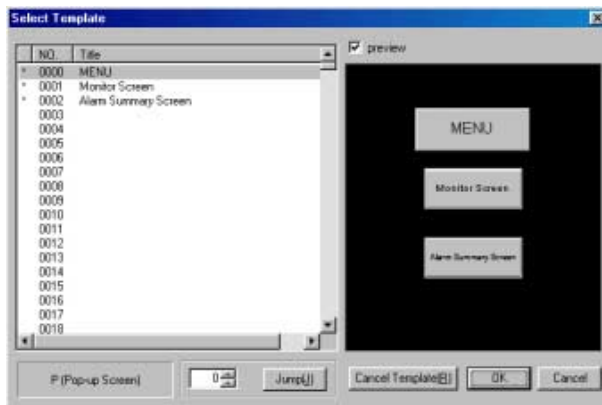 Select Template
NO. Title
* 0000 MENU
* 0001 Monitor Screen
* 0002 Alarm Summary Screen
0003
0004
0005
0006
0007
0008
0009
0010
0011
0012
0013
0014
0015
0016
0017
0018
preview
MENU
Monitor Screen
Alarm Summary Screen
P (Pop-up Screen)
0
Jump(J)
Cancel Template(R)
OK
Cancel